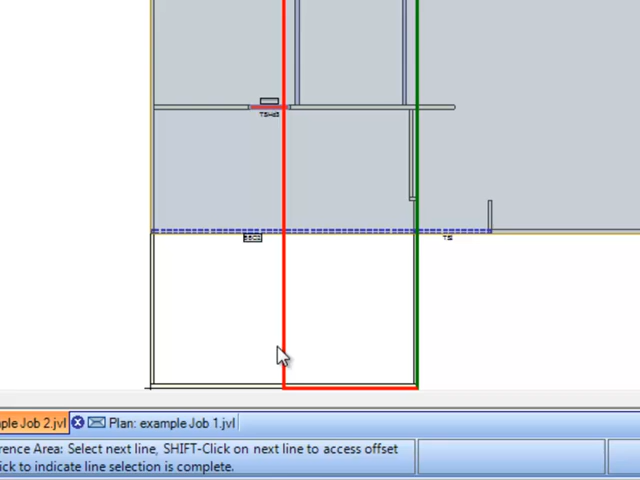 ple Job 2.jvl Plan: example Job 1.jvl
rence Area: Select next line, SHIFT-Click on next line to access offset
ick to indicate line selection is complete.